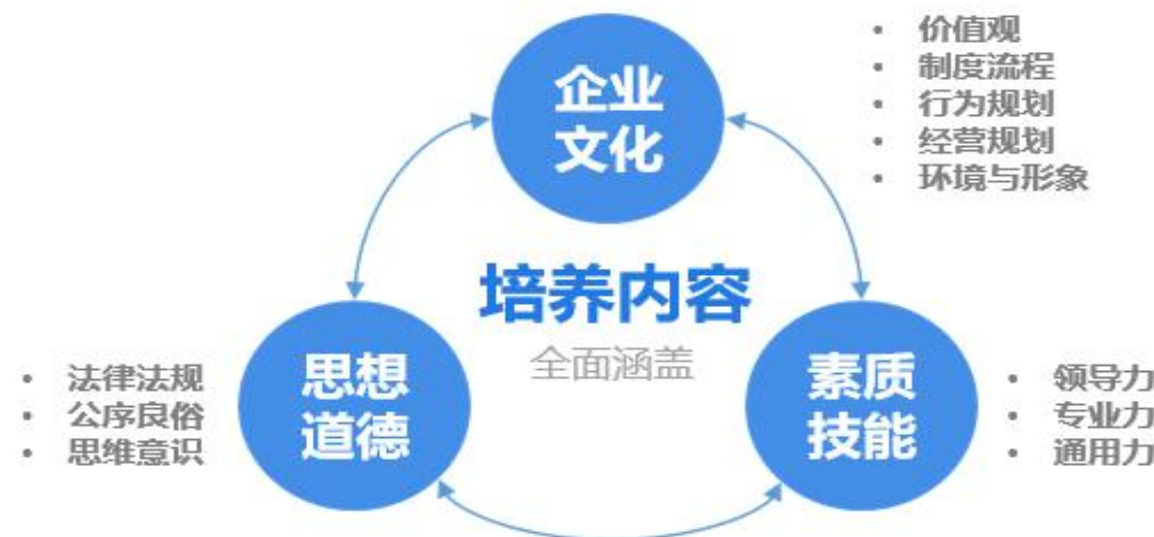 企业
文化
• 价值观
• 制度流程
• 行为规划
• 经营规划
• 环境与形象
培养内容
全面涵盖
• 法律法规
• 公序良俗
• 思维意识
思想
道德
素质
技能
• 领导力
• 专业力
• 通用力